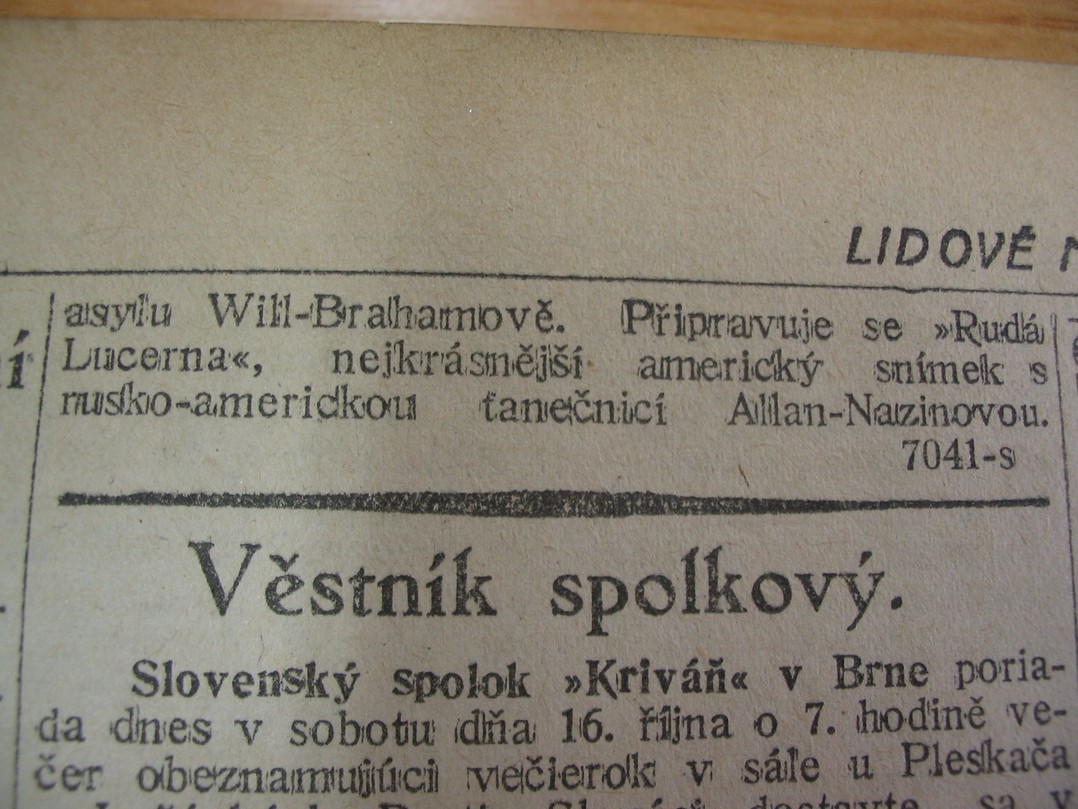 LIDOVÉ
asylu Will-Brahamově. Připravuje se »Rudá
Lucerna«, nejkrásnější americký snímek s
rusko-americkou tanečnicí Allan-Nazinovou.
7041-s
Věstník spolkový.
Slovenský spolok »Kriváň« v Brne poria-
da dnes v sobotu dňa 16. října o 7. hodině ve-
čer obeznamujúci večierok v sále u Pleskača